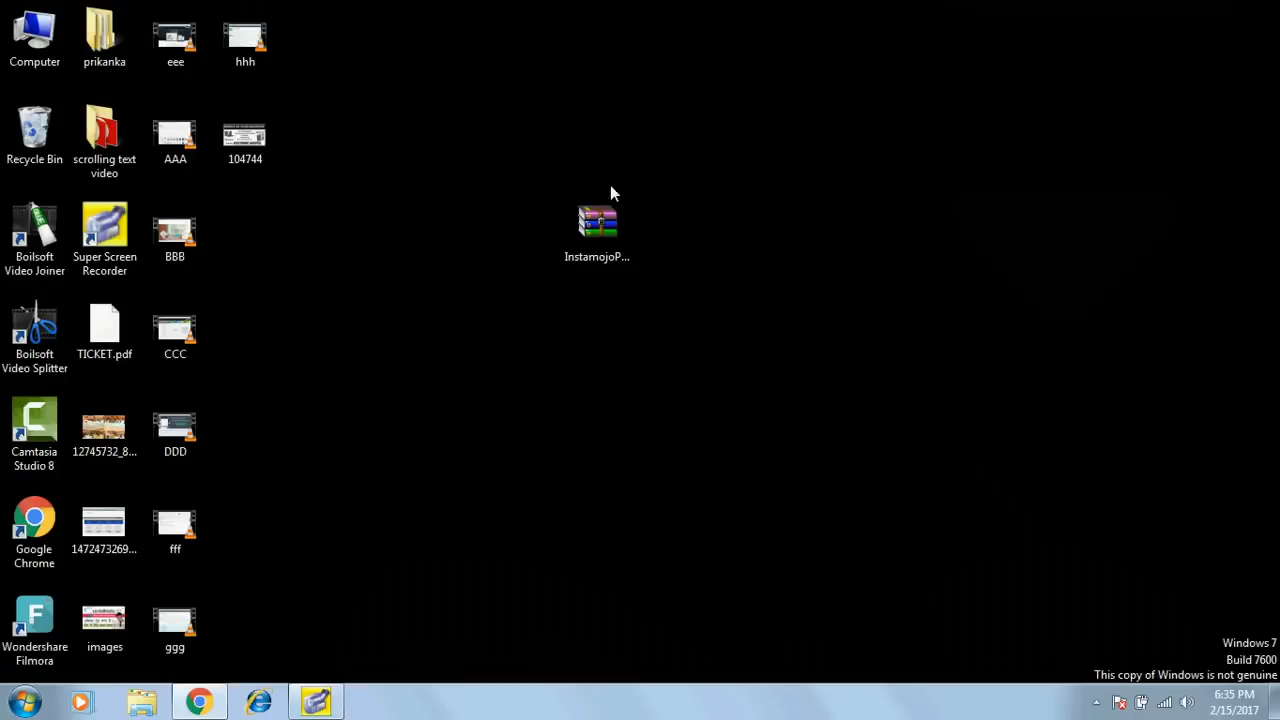 Computer
prikanka
eee
hhh
Recycle Bin
scrolling text
video
AAA
104744
Boilsoft
Video Joiner
Super Screen
Recorder
BBB
InstamojoP...
Boilsoft
Video Splitter
TICKET.pdf
CCC
Camtasia
Studio 8
12745732_8...
DDD
Google
Chrome
1472473269...
fff
Wondershare
Filmora
images
ggg
Windows 7
Build 7600
This copy of Windows is not genuine
6:35 PM
2/15/2017